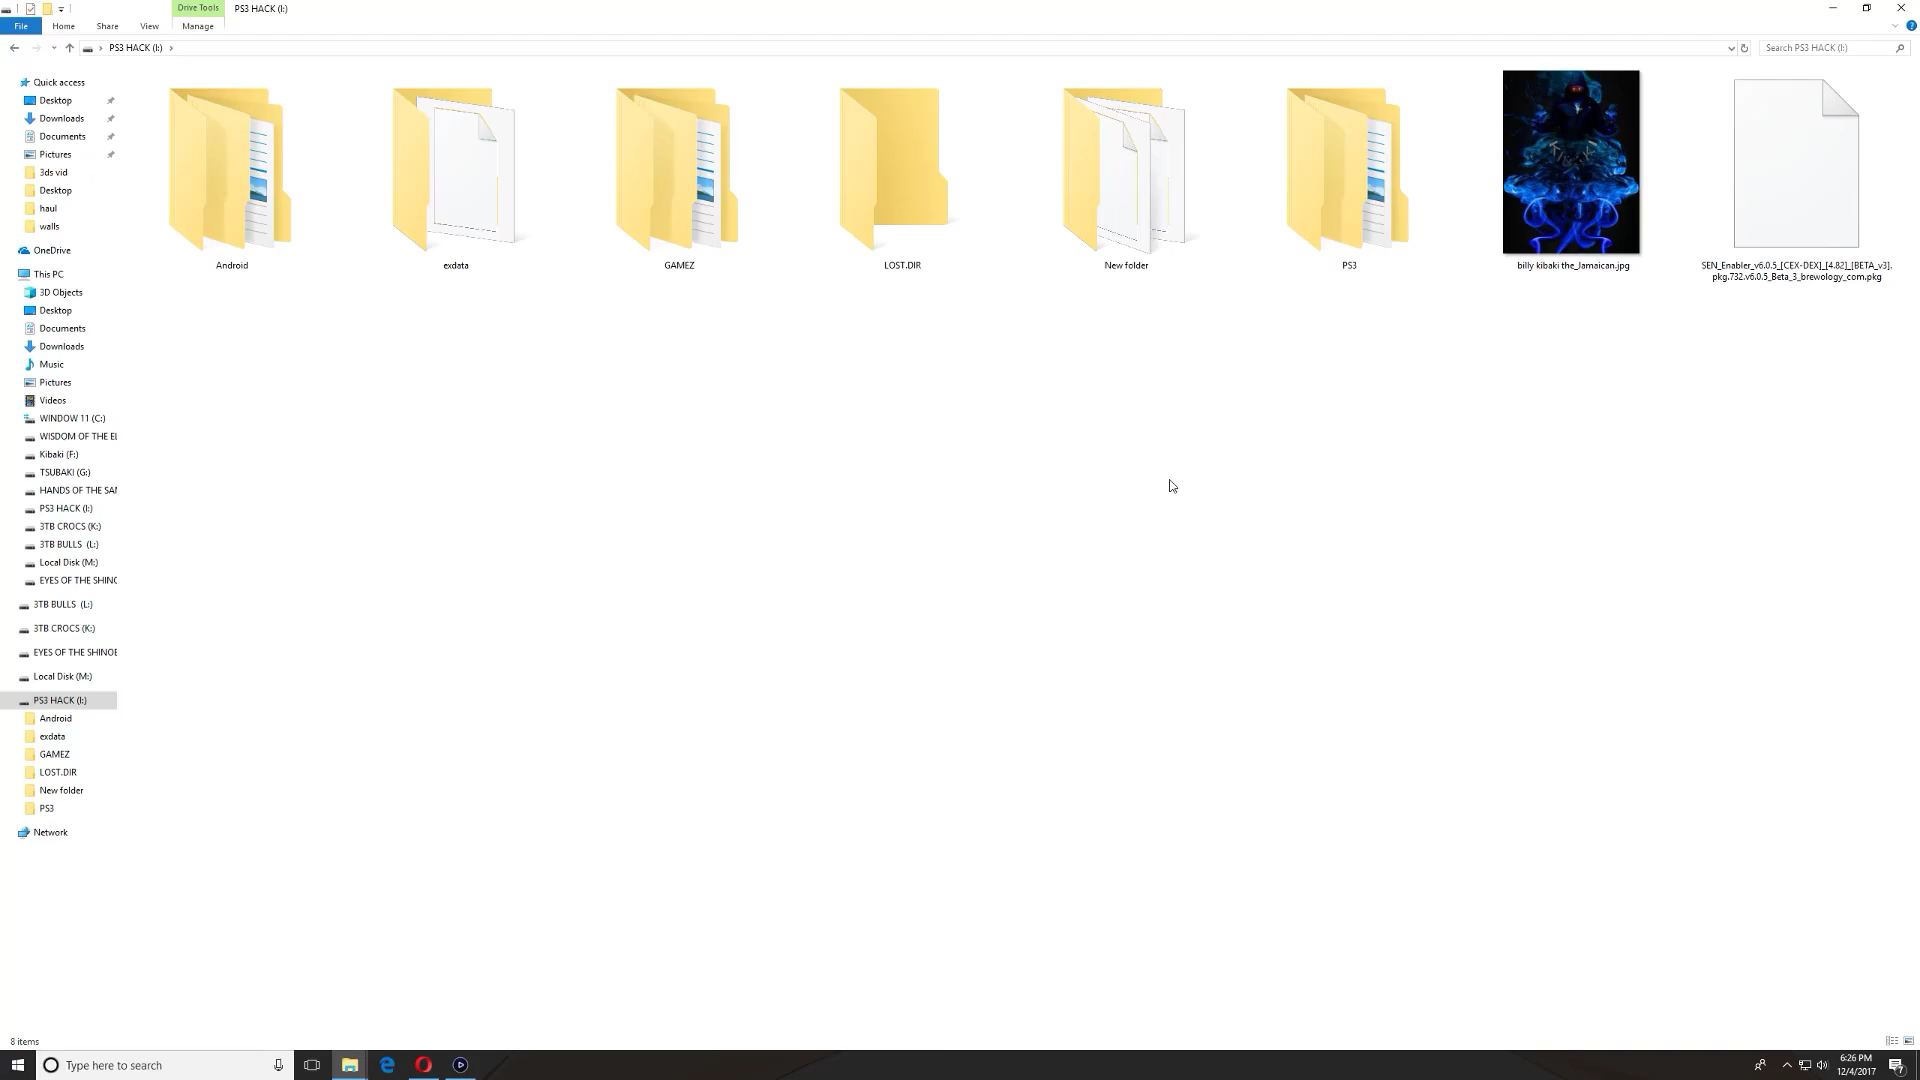 Drive Tools
PS3 HACK (I:)
File
Home
Share
View
Manage
PS3 HACK (I:)
Search PS3 HACK (I:)
Quick access
Desktop
Downloads
Documents
Pictures
3ds vid
Desktop
haul
walls
OneDrive
This PC
3D Objects
Desktop
Documents
Downloads
Music
Pictures
Videos
WINDOW 11 (C:)
WISDOM OF THE El
Kibaki (F:)
TSUBAKI (G:)
HANDS OF THE SAI
PS3 HACK (I:)
3TB CROCS (K:)
3TB BULLS (L:)
Local Disk (M:)
EYES OF THE SHINC
3TB BULLS (L:)
3TB CROCS (K:)
EYES OF THE SHINOE
Local Disk (M:)
PS3 HACK (I:)
Android
exdata
GAMEZ
LOST.DIR
New folder
PS3
Network
Android
exdata
GAMEZ
LOST.DIR
New folder
PS3
billy kibaki the_Jamaican.jpg
SEN_Enabler_v6.0.5_[CEX-DEX]_[4.82]_[BETA_v3].
pkg.732.v6.0.5_Beta_3_brewology_com.pkg
8 items
Type here to search
6:26 PM
12/4/2017
7